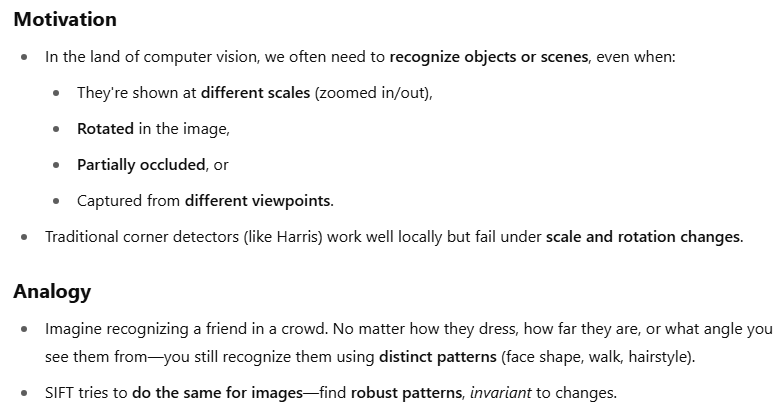 Motivation
• In the land of computer vision, we often need to recognize objects or scenes, even when:
• They're shown at different scales (zoomed in/out),
• Rotated in the image,
• Partially occluded, or
• Captured from different viewpoints.
• Traditional corner detectors (like Harris) work well locally but fail under scale and rotation changes.
Analogy
• Imagine recognizing a friend in a crowd. No matter how they dress, how far they are, or what angle you
see them from—you still recognize them using distinct patterns (face shape, walk, hairstyle).
• SIFT tries to do the same for images—find robust patterns, invariant to changes.